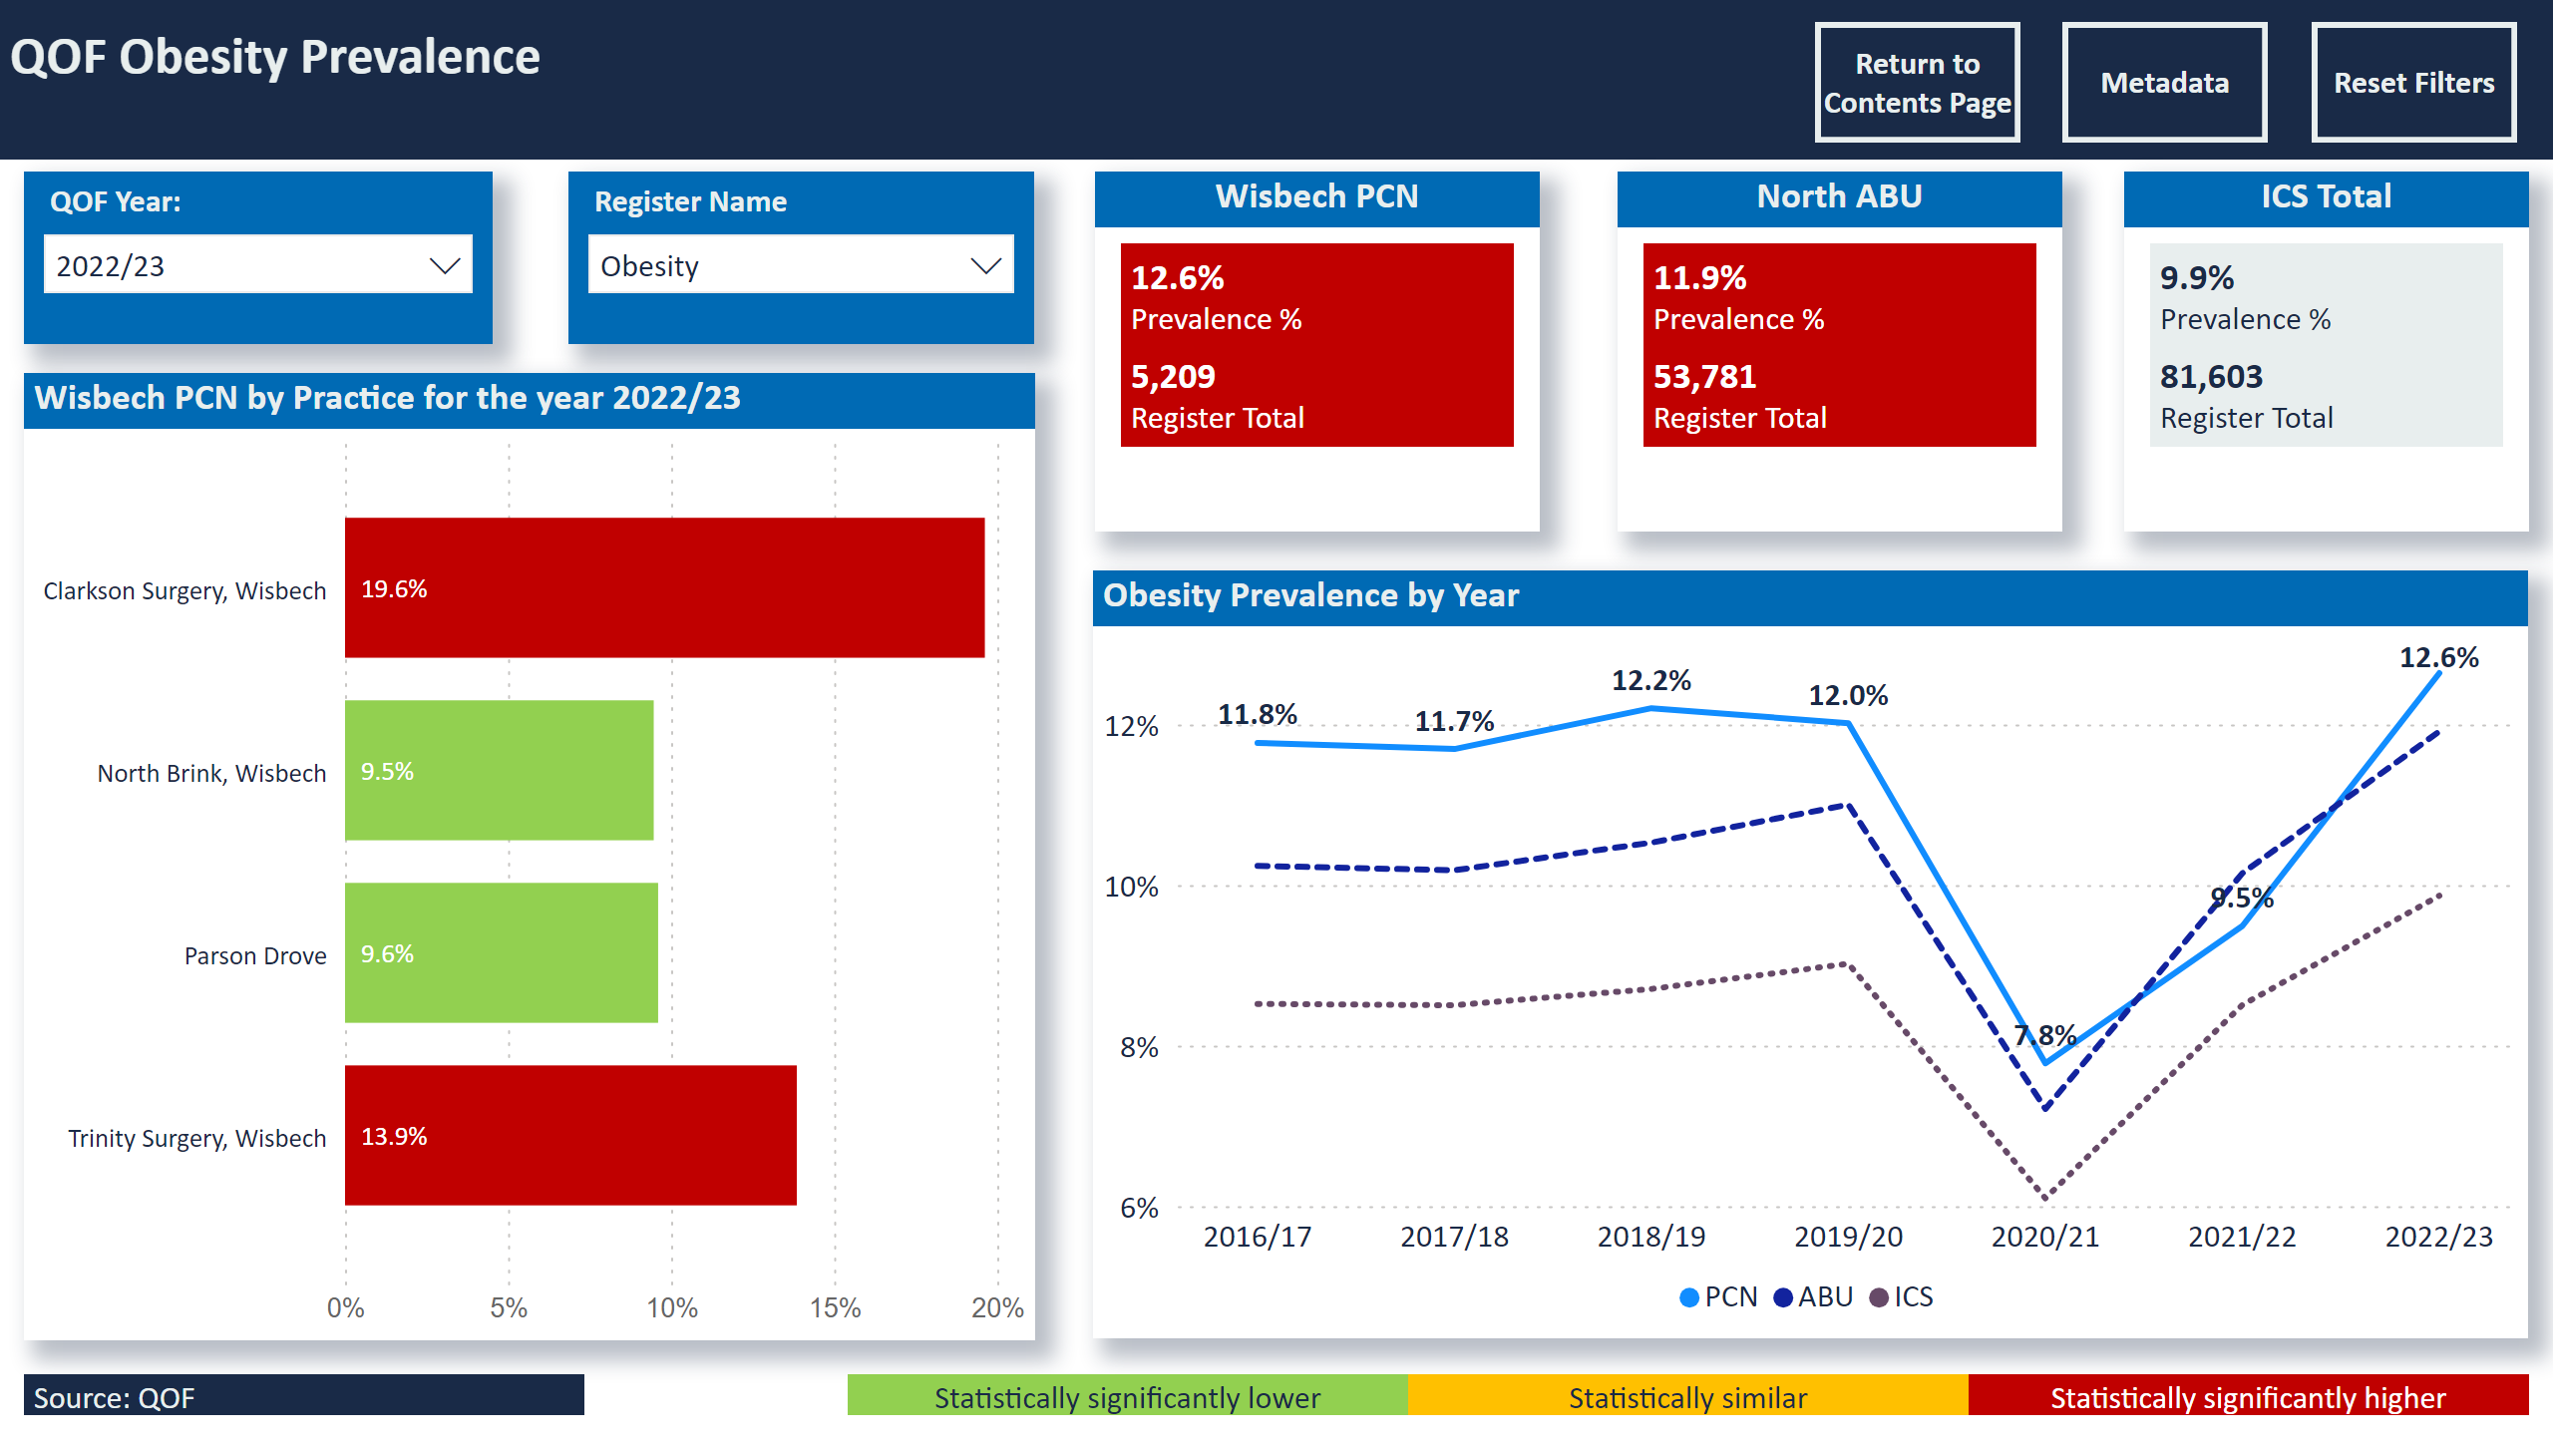 QOF Obesity Prevalence
Return to
Contents Page
Metadata
Reset Filters
QOF Year:
2022/23
Register Name
Obesity
Wisbech PCN
12.6%
Prevalence %
5,209
Register Total
North ABU
11.9%
Prevalence %
53,781
Register Total
ICS Total
9.9%
Prevalence %
81,603
Register Total
Wisbech PCN by Practice for the year 2022/23
Clarkson Surgery, Wisbech
19.6%
North Brink, Wisbech
9.5%
Parson Drove
9.6%
Trinity Surgery, Wisbech
13.9%
0%
5%
10%
15%
20%
Obesity Prevalence by Year
12%
10%
8%
6%
11.8%
11.7%
12.2%
12.0%
7.8%
9.5%
12.6%
2016/17
2017/18
2018/19
2019/20
2020/21
2021/22
2022/23
PCN
ABU
ICS
Source: QOF
Statistically significantly lower
Statistically similar
Statistically significantly higher